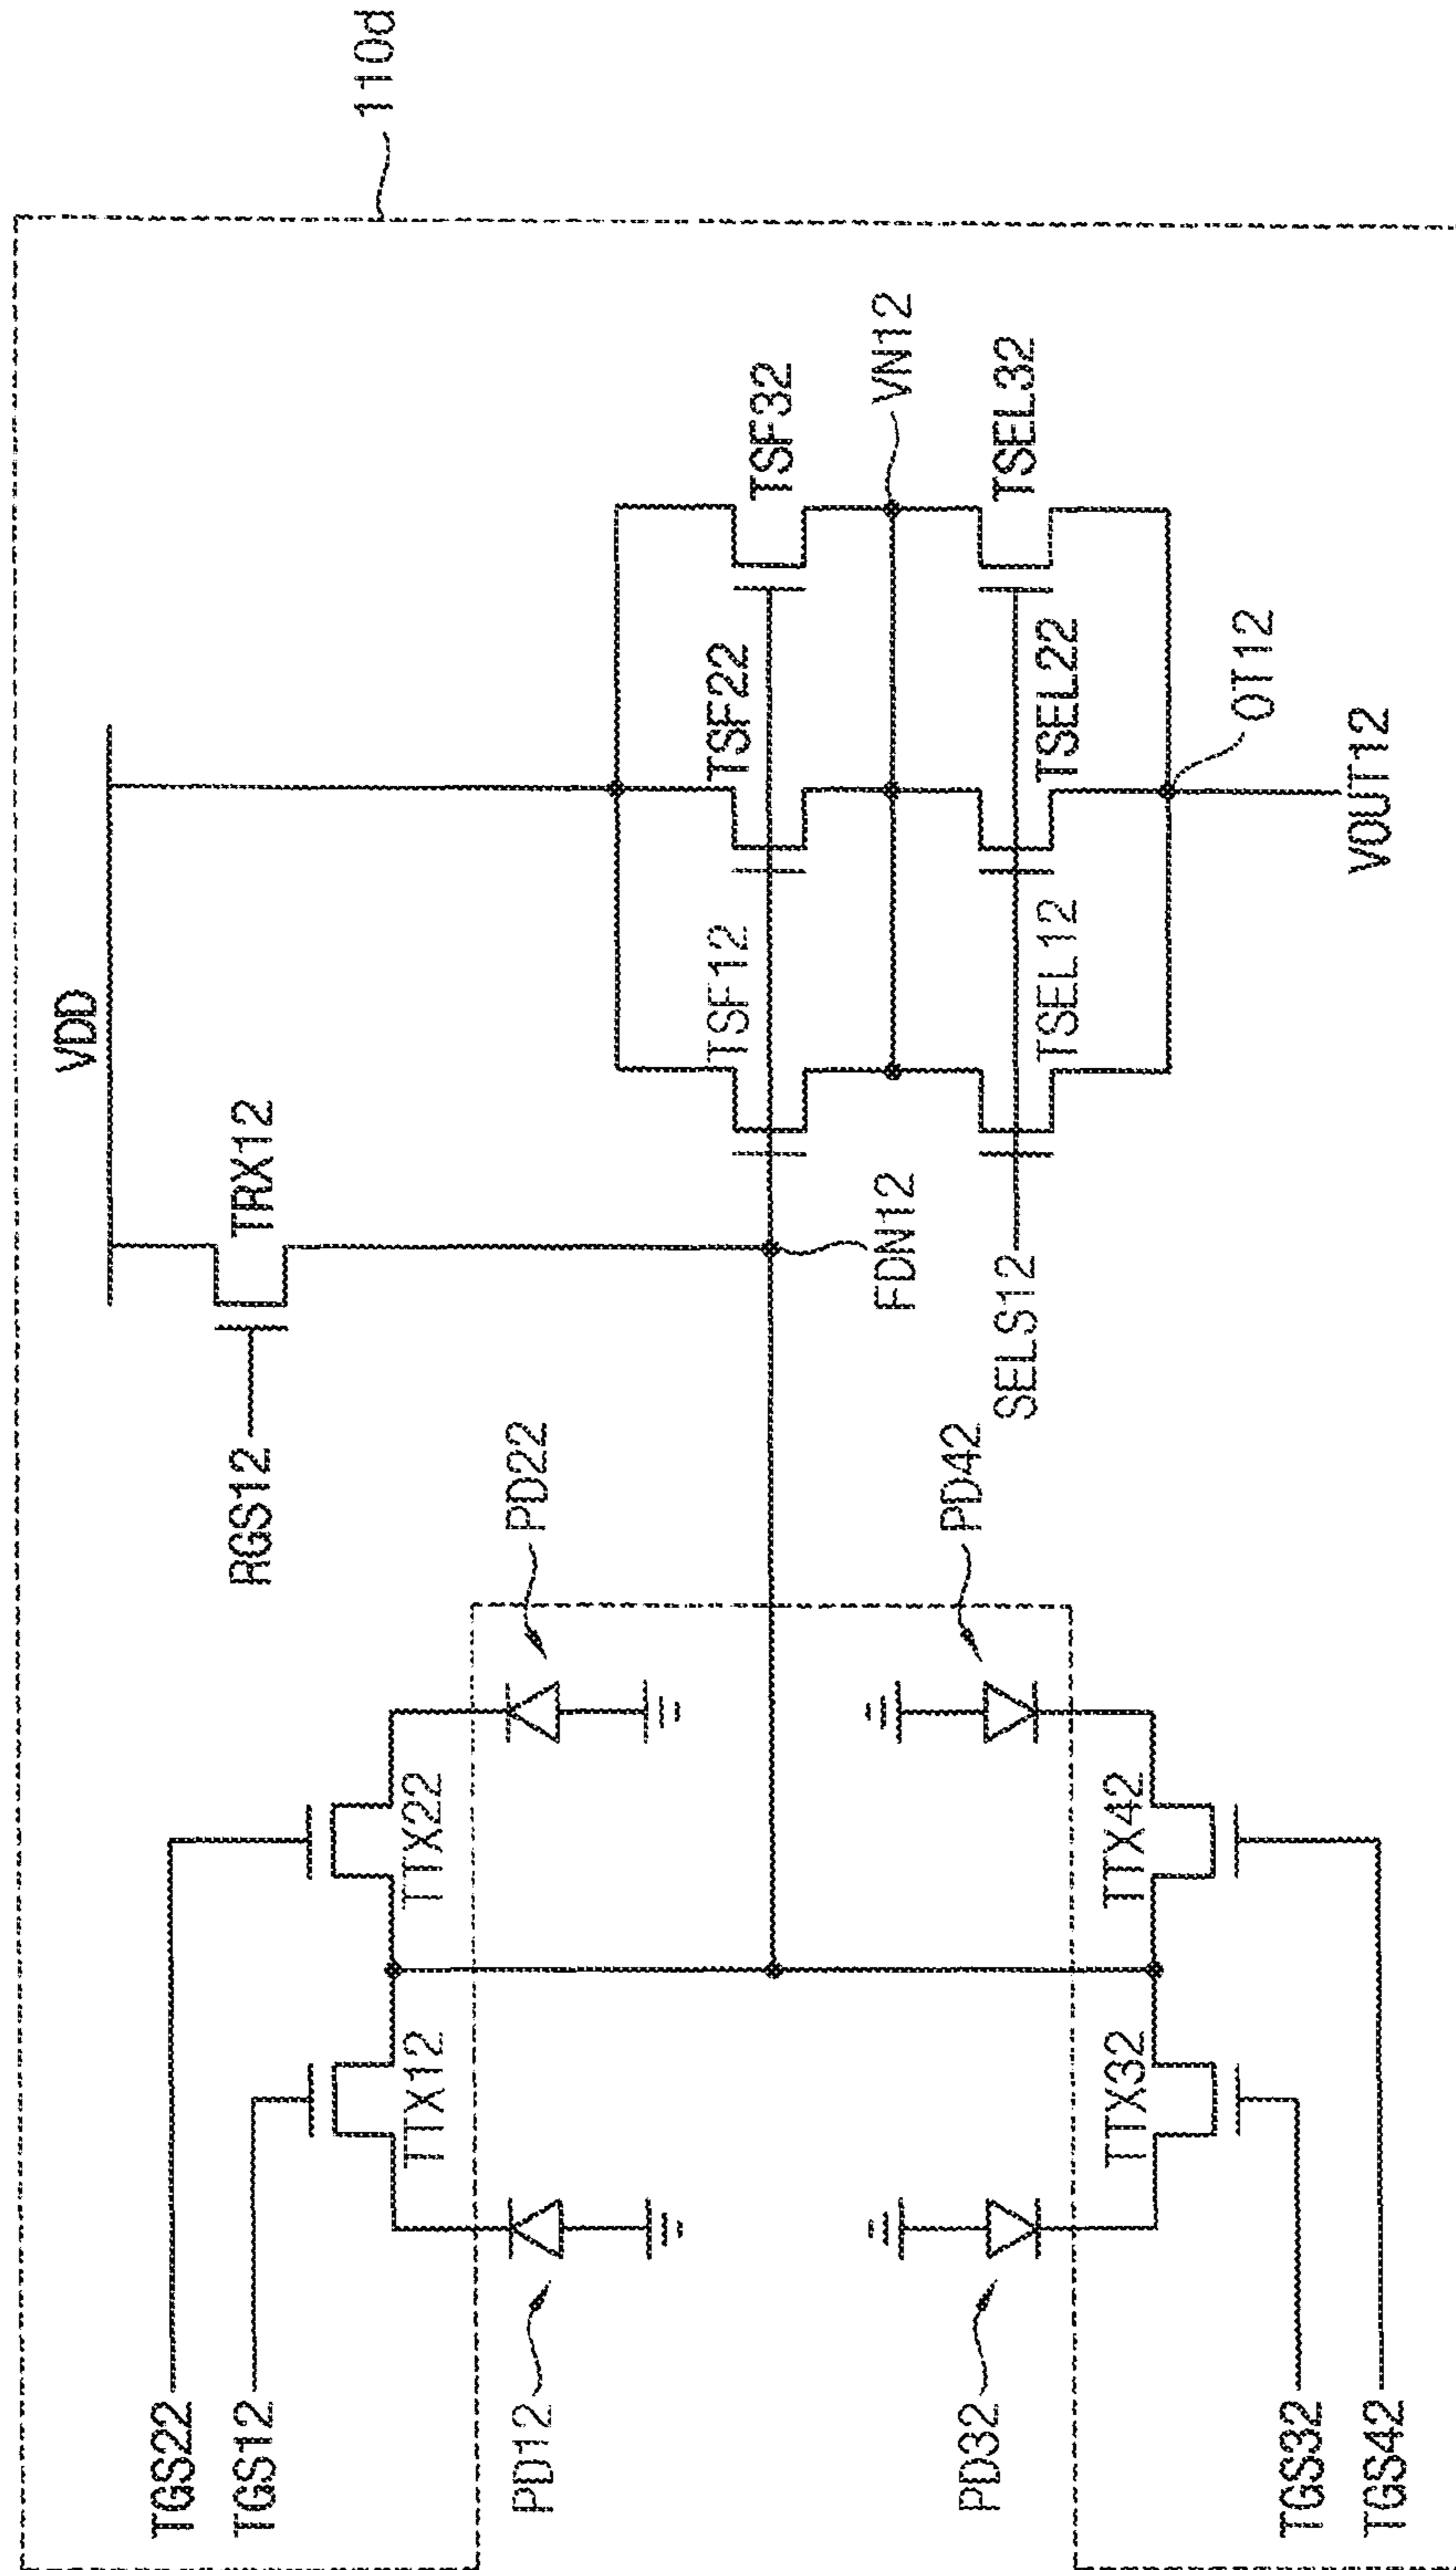 110d
VDD
RGS12
TRX12
TGS22
TGS12
TTX12
TTX22
PD12
PD22
TSF12
TSF22
TSF32
FDN12
VN12
PD32
PD42
SELS12
TSEL12
TSEL22
TSEL32
TTX32
TTX42
OT12
TGS32
TGS42
VOUT12